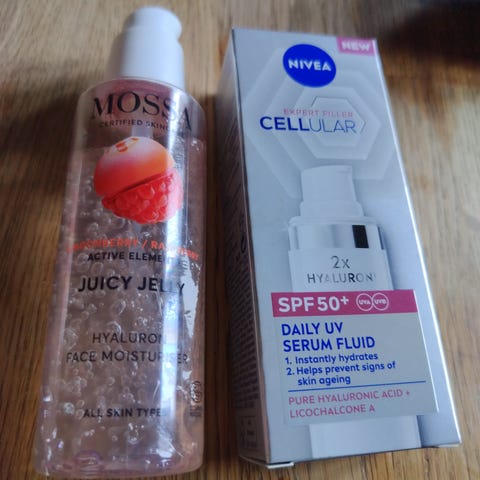 MOSSA
CERTIFIED
ACTIVE
JUICY JELLY
HYALURON
FACE MOISTURISER
ALL SKIN TYPES
NEW
NIVEA
EXPERT FILLER
CELLULAR
2x
HYALURON
SPF 50+ UVA UVB
DAILY UV
SERUM FLUID
1. Instantly hydrates
2. Helps prevent signs of
skin ageing
PURE HYALURONIC ACID +
LICOCHALCONE A